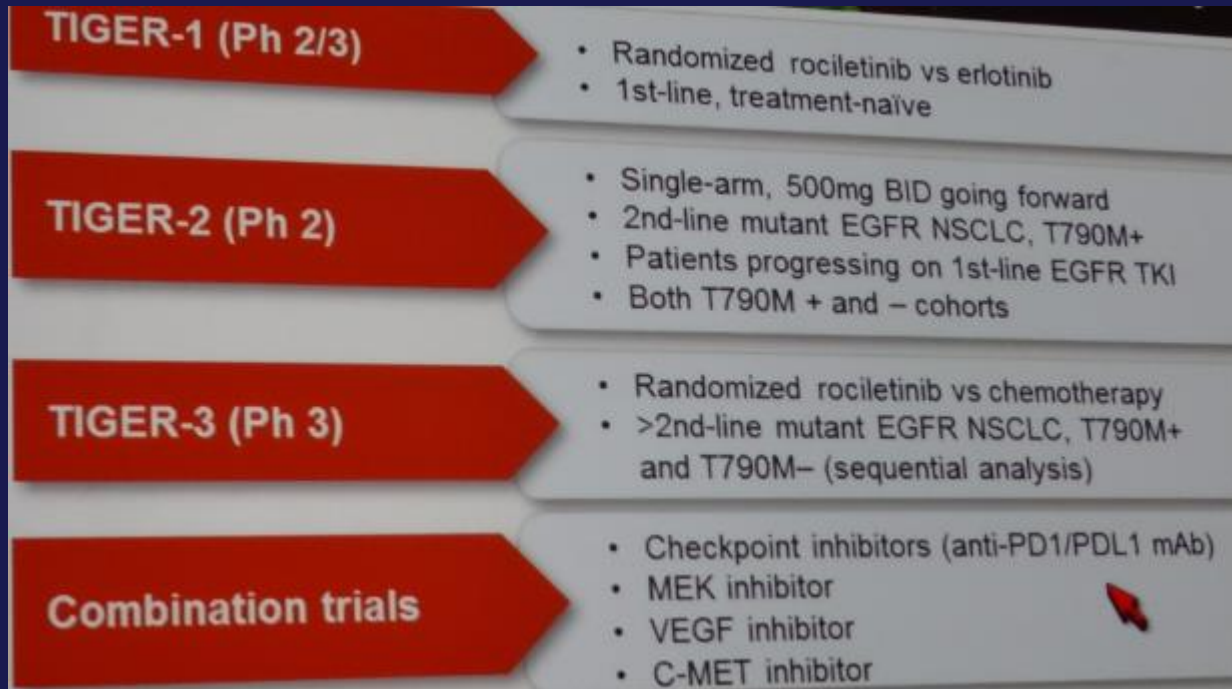 TIGER-1 (Ph 2/3)
• Randomized rociletinib vs erlotinib
• 1st-line, treatment-naïve
TIGER-2 (Ph 2)
• Single-arm, 500mg BID going forward
• 2nd-line mutant EGFR NSCLC, T790M+
• Patients progressing on 1st-line EGFR TKI
• Both T790M + and – cohorts
TIGER-3 (Ph 3)
• Randomized rociletinib vs chemotherapy
• >2nd-line mutant EGFR NSCLC, T790M+
and T790M– (sequential analysis)
Combination trials
• Checkpoint inhibitors (anti-PD1/PDL1 mAb)
• MEK inhibitor
• VEGF inhibitor
• C-MET inhibitor